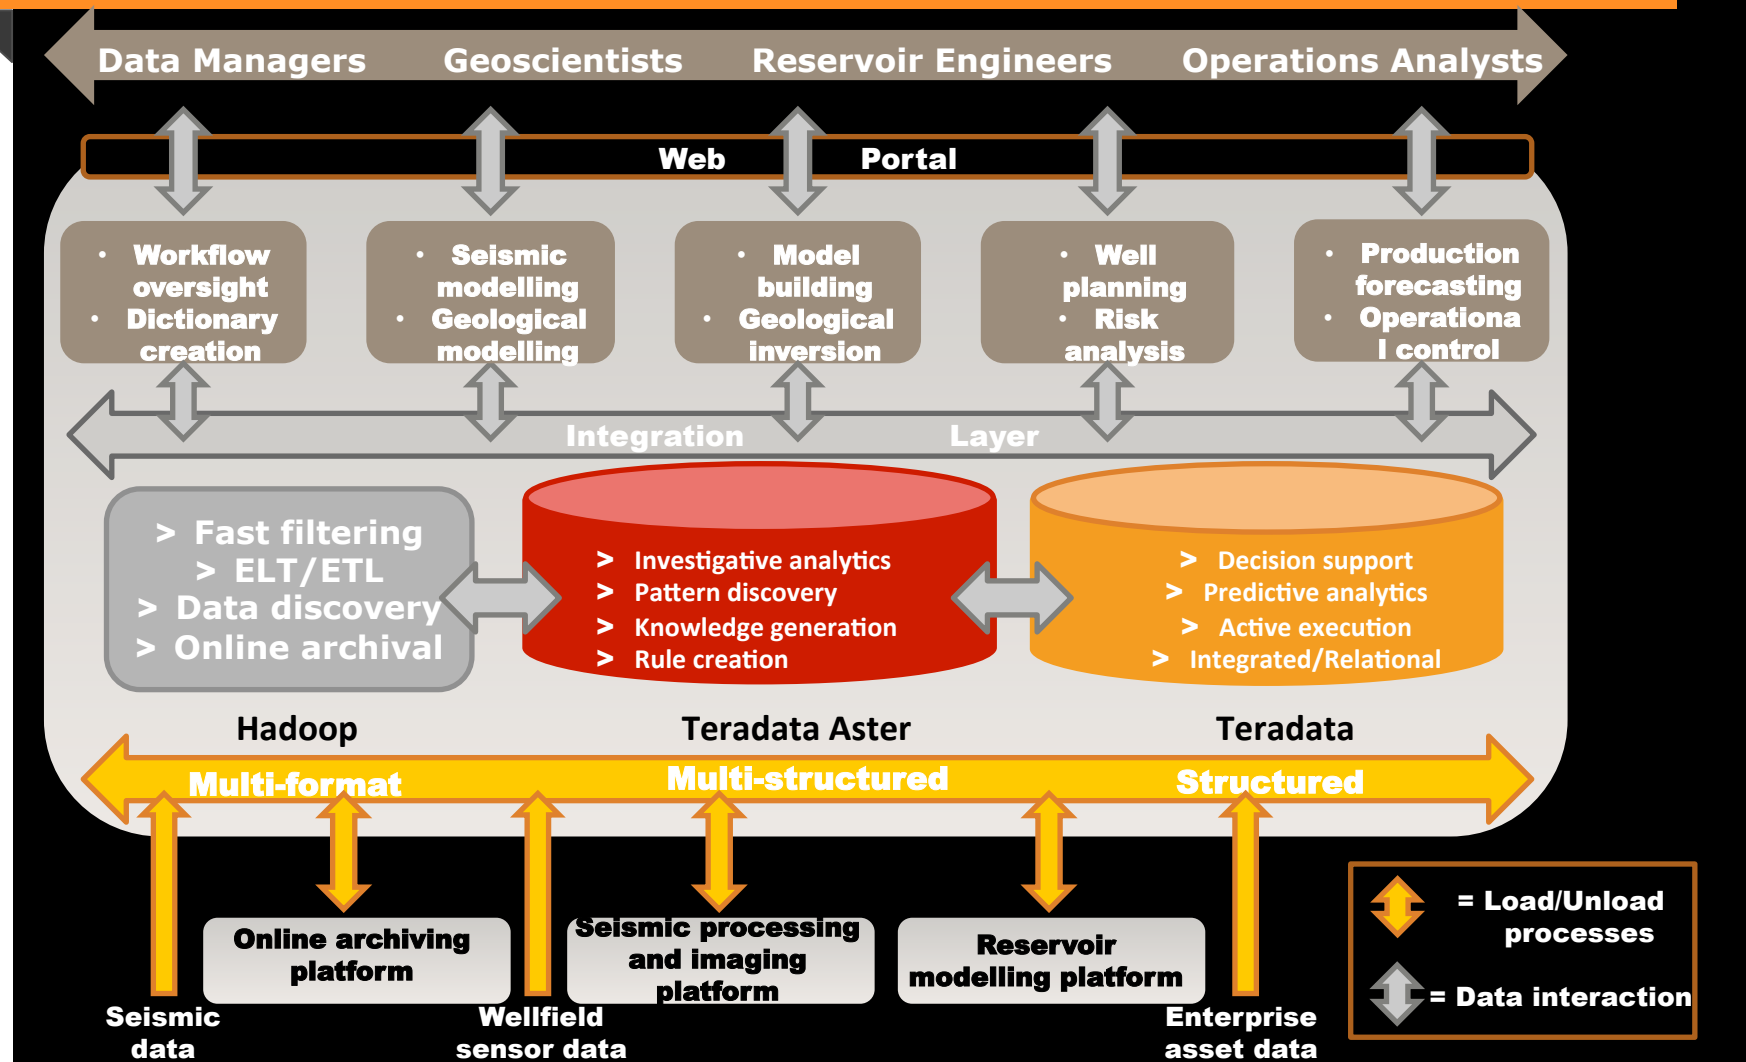 Data Managers Geoscientists Reservoir Engineers Operations Analysts
Web Portal
• Workflow
oversight
• Dictionary
creation
• Seismic
modelling
• Geological
modelling
• Model
building
• Geological
inversion
• Well
planning
• Risk
analysis
• Production
forecasting
• Operationa
l control
Integration Layer
> Fast filtering
> ELT/ETL
> Data discovery
> Online archival
> Investigative analytics
> Pattern discovery
> Knowledge generation
> Rule creation
> Decision support
> Predictive analytics
> Active execution
> Integrated/Relational
Hadoop Teradata Aster Teradata
Multi-format Multi-structured Structured
Online archiving
platform
Seismic processing
and imaging
platform
Reservoir
modelling platform
Seismic
data
Wellfield
sensor data
Enterprise
asset data
= Load/Unload
processes
= Data interaction